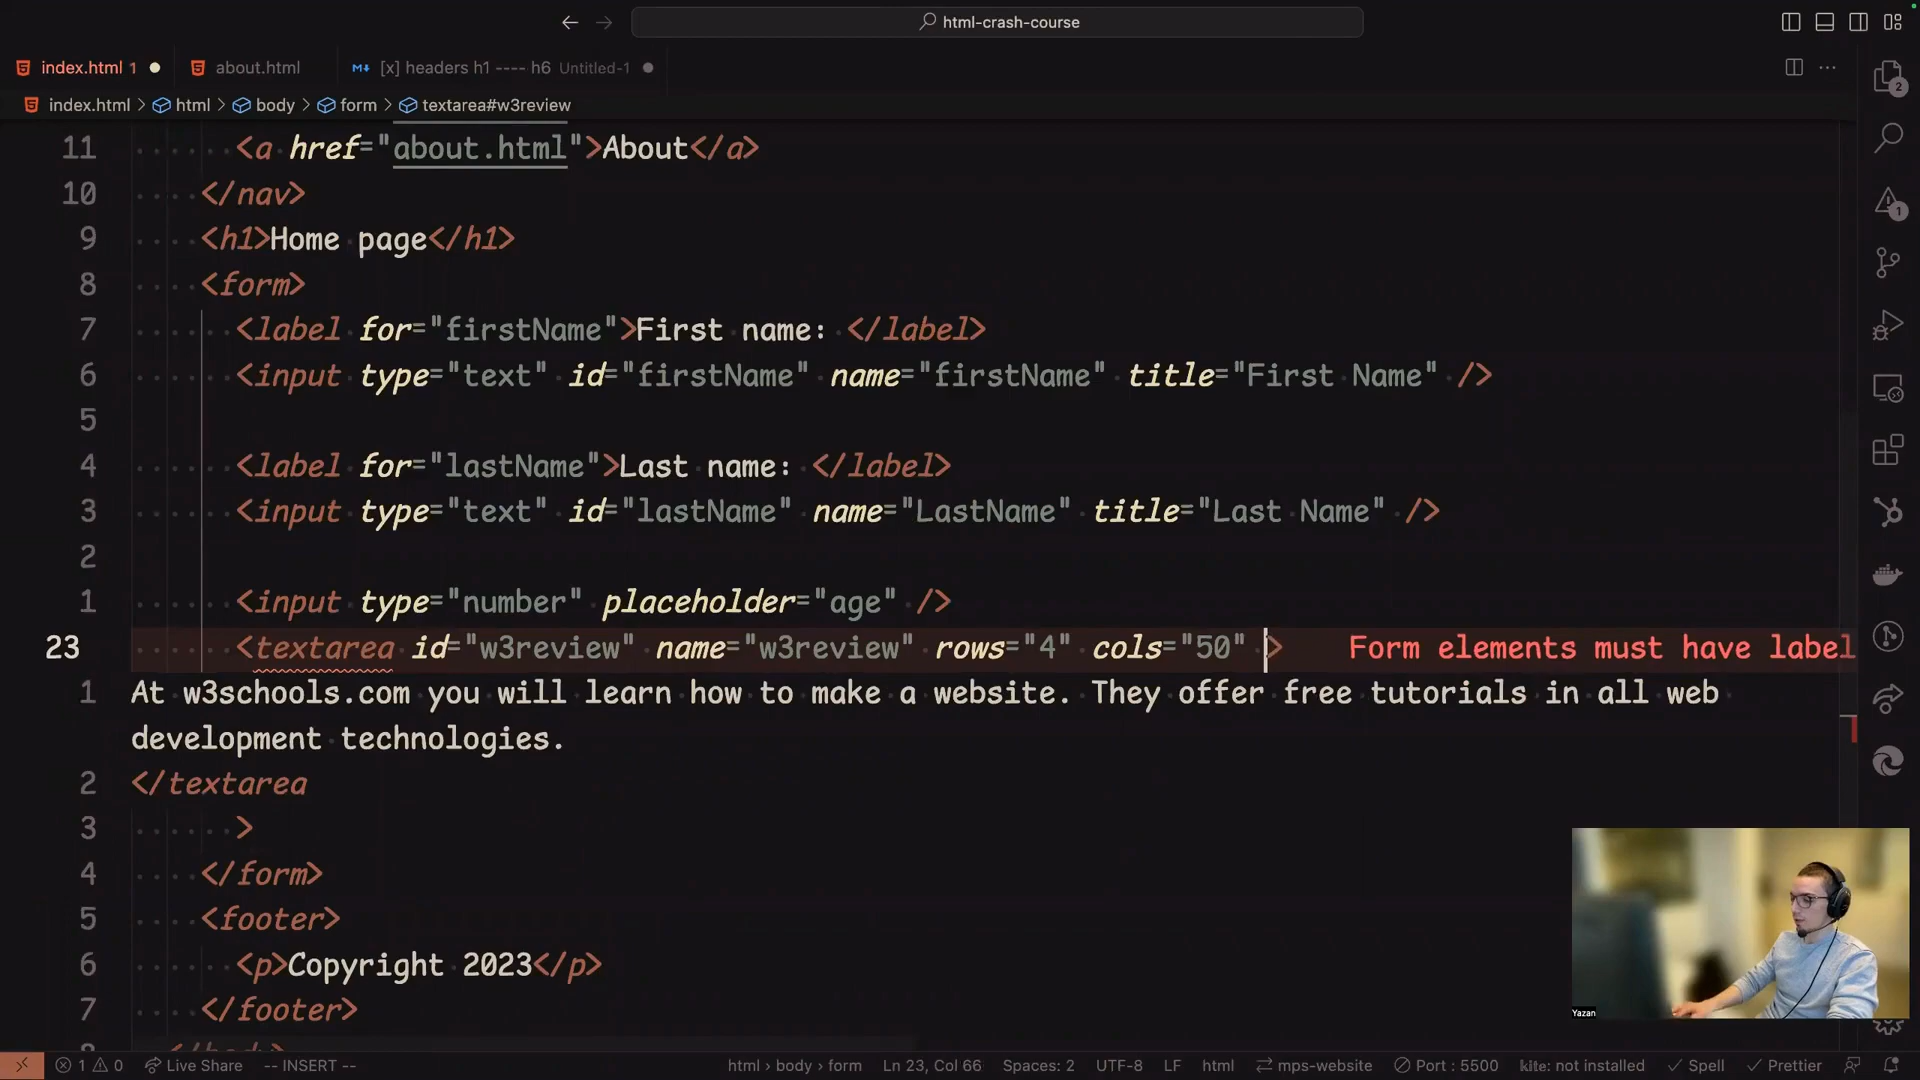 html-crash-course
index.html 1
about.html
[x] headers h1 ---- h6 Untitled-1
index.html > html > body > form > textarea#w3review
11 <a href="about.html">About</a>
10 </nav>
9 <h1>Home page</h1>
8 <form>
7 <label for="firstName">First name: </label>
6 <input type="text" id="firstName" name="firstName" title="First Name" />
5
4 <label for="lastName">Last name: </label>
3 <input type="text" id="lastName" name="LastName" title="Last Name" />
2
1 <input type="number" placeholder="age" />
23 <textarea id="w3review" name="w3review" rows="4" cols="50" > Form elements must have label
1 At w3schools.com you will learn how to make a website. They offer free tutorials in all web
development technologies.
2 </textarea
3 >
4 </form>
5 <footer>
6 <p>Copyright 2023</p>
7 </footer>
8 </body>
2
1
Yazan
1 0 Live Share -- INSERT -- html > body > form Ln 23, Col 66 Spaces: 2 UTF-8 LF html mps-website Port : 5500 kite: not installed Spell Prettier